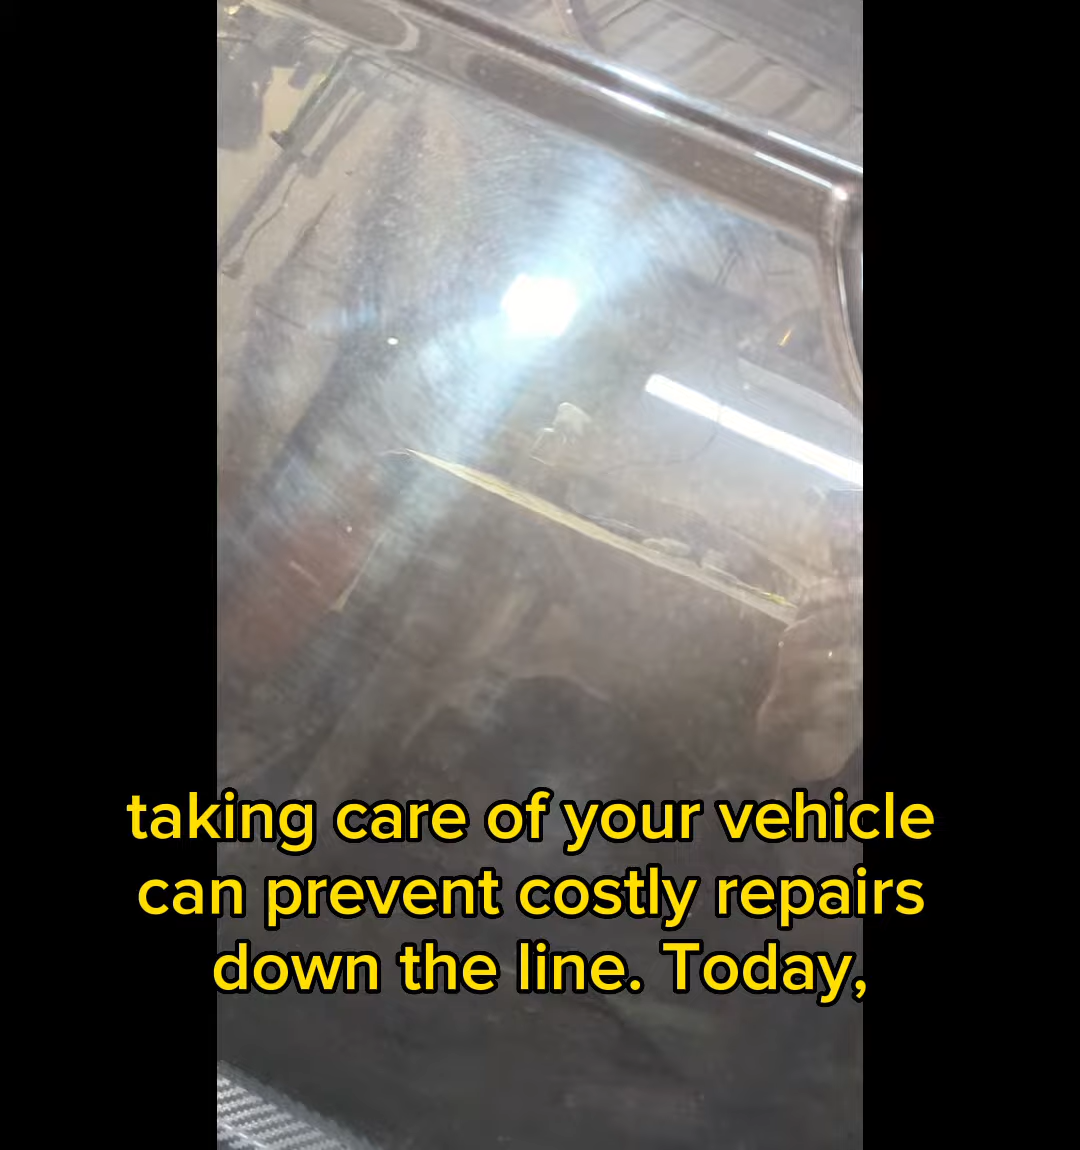 taking care of your vehicle
can prevent costly repairs
down the line. Today,